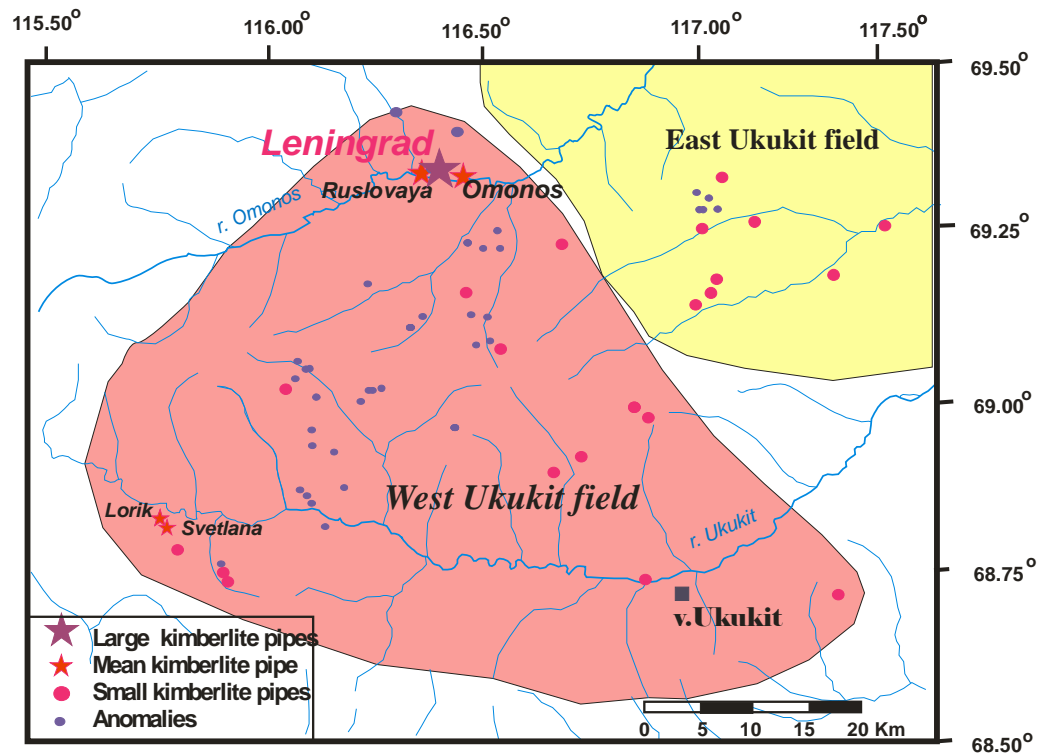 115.50° 116.00° 116.50° 117.00° 117.50°
69.50°
East Ukukit field
Leningrad
Ruslovaya Omonos
r. Omonos
69.25°
69.00°
West Ukukit field
Lorik
Svetlana
r. Ukukit
68.75°
v.Ukukit
Large kimberlite pipes
Mean kimberlite pipe
Small kimberlite pipes
Anomalies
0 5 10 15 20 Km
68.50°